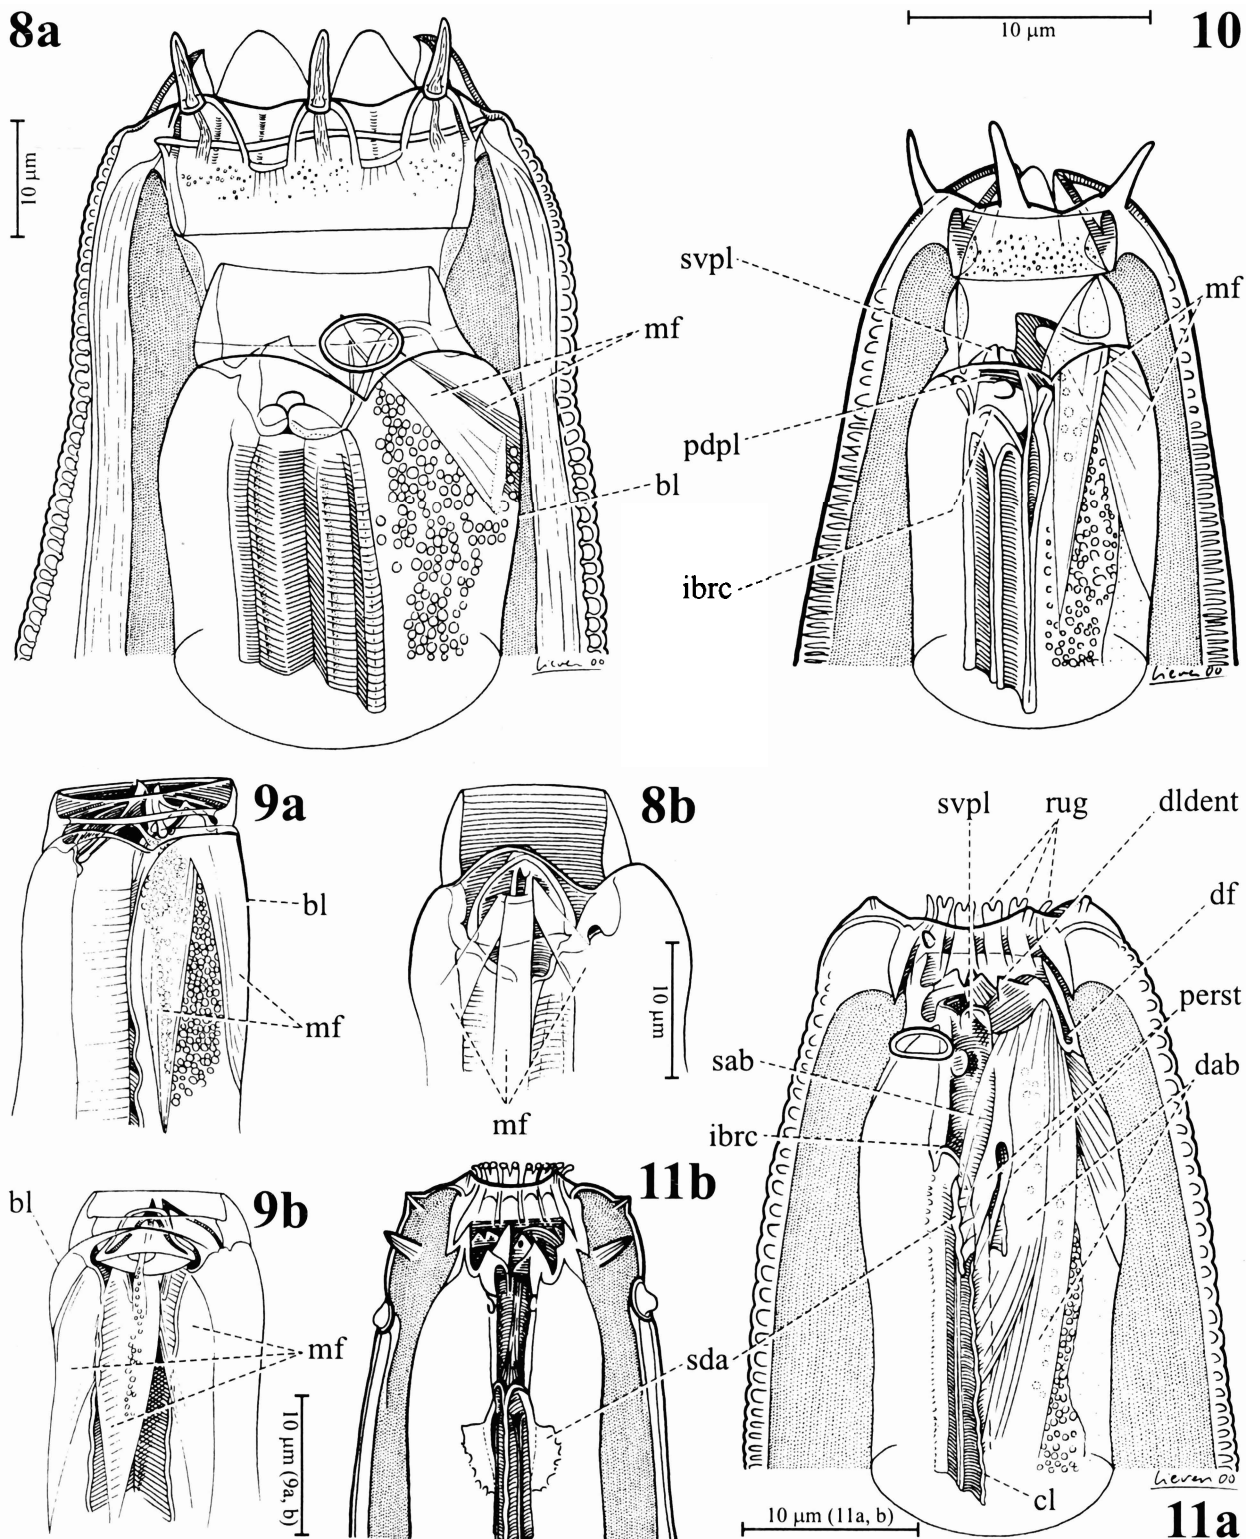 8a
10 μm
10
10 μm
svpl
mf
mf
pdpl
bl
ibrc
Lieven 00
Lieven 00
9a
8b
svpl
rug
dldent
bl
df
mf
10 μm
perst
sab
dab
mf
ibrc
bl
9b
11b
mf
sda
10 μm (9a, b)
cl
10 μm (11a, b)
Lieven 00
11a